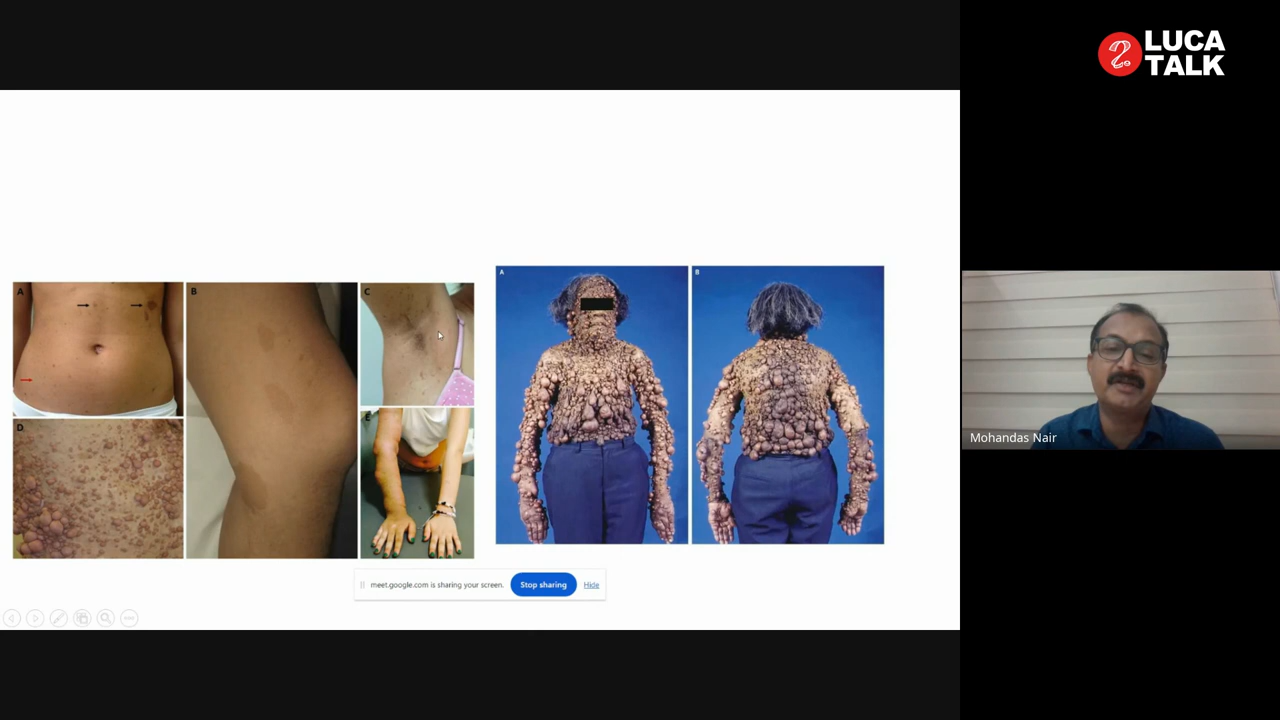 LUCA
TALK
A
B
C
D
E
A
B
meet.google.com is sharing your screen.
Stop sharing
Hide
Mohandas Nair